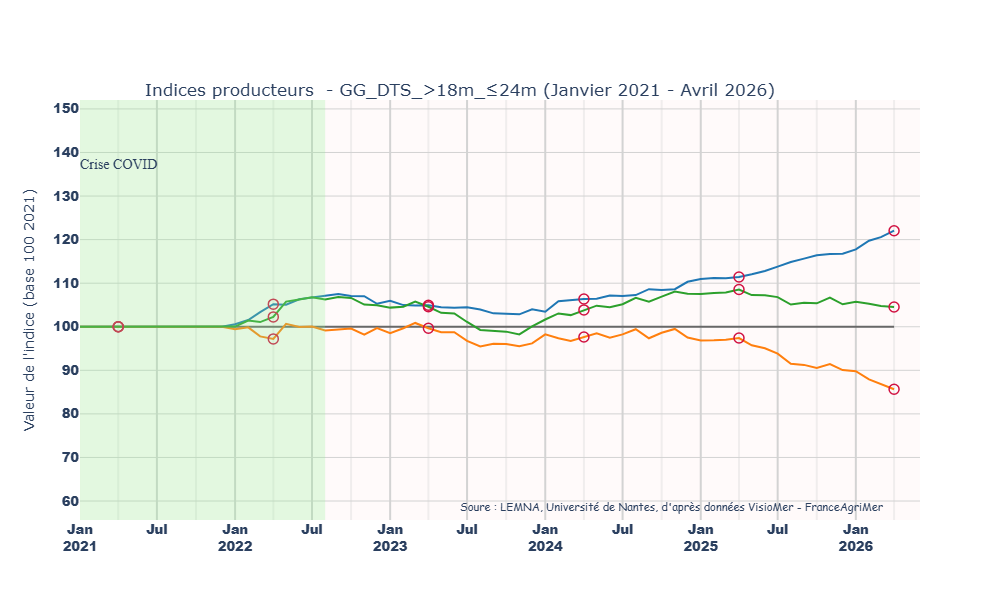 Indices producteurs  - GG_DTS_>18m_≤24m (Janvier 2021 - Avril 2026)
Valeur de l'indice (base 100 2021)
150
140
130
120
110
100
90
80
70
60
Crise COVID
Soure : LEMNA, Université de Nantes, d'après données VisioMer - FranceAgriMer
Jan Jul Jan Jul Jan Jul Jan Jul Jan Jul Jan
2021 2022 2023 2024 2025 2026